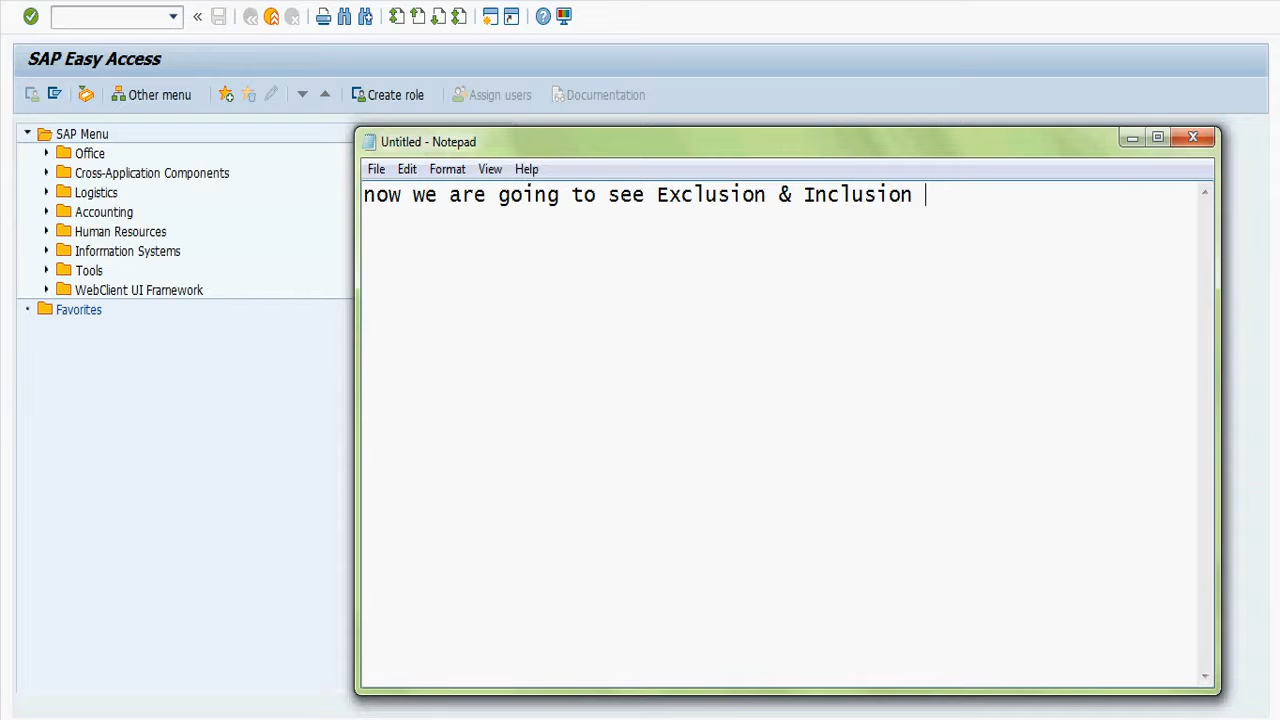 SAP Easy Access
Other menu
Create role
Assign users
Documentation
SAP Menu
Office
Cross-Application Components
Logistics
Accounting
Human Resources
Information Systems
Tools
WebClient UI Framework
Favorites
Untitled - Notepad
File Edit Format View Help
now we are going to see Exclusion & Inclusion